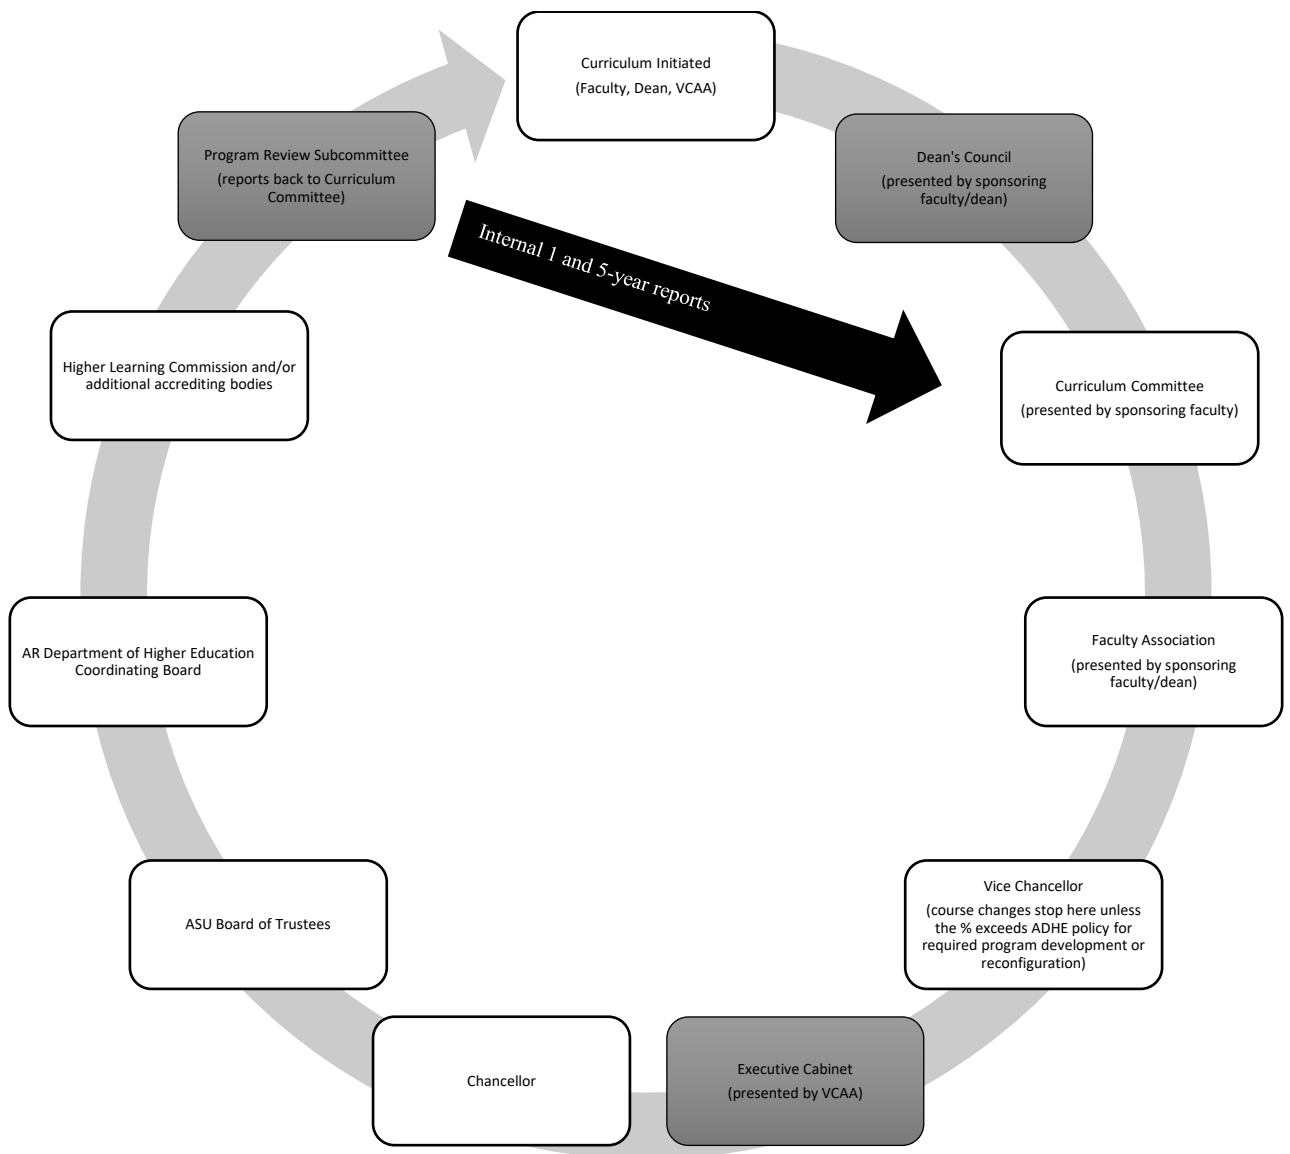 Curriculum Initiated
(Faculty, Dean, VCAA)
Dean's Council
(presented by sponsoring
faculty/dean)
Curriculum Committee
(presented by sponsoring faculty)
Faculty Association
(presented by sponsoring
faculty/dean)
Vice Chancellor
(course changes stop here unless
the % exceeds ADHE policy for
required program development or
reconfiguration)
Executive Cabinet
(presented by VCAA)
Chancellor
ASU Board of Trustees
AR Department of Higher Education
Coordinating Board
Higher Learning Commission and/or
additional accrediting bodies
Program Review Subcommittee
(reports back to Curriculum
Committee)
Internal 1 and 5-year reports